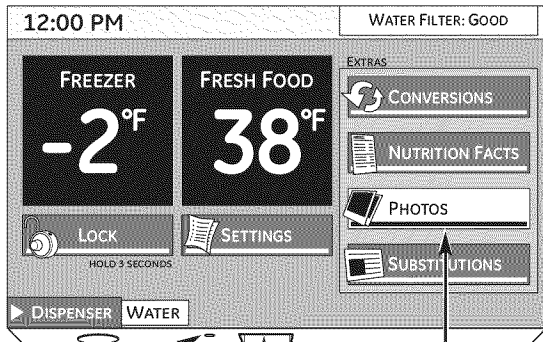 12:00 PM
WATER FILTER: GOOD
FREEZER
-2°F
FRESH FOOD
38°F
LOCK
HOLD 3 SECONDS
SETTINGS
EXTRAS
CONVERSIONS
NUTRITION FACTS
PHOTOS
SUBSTITUTIONS
DISPENSER
WATER